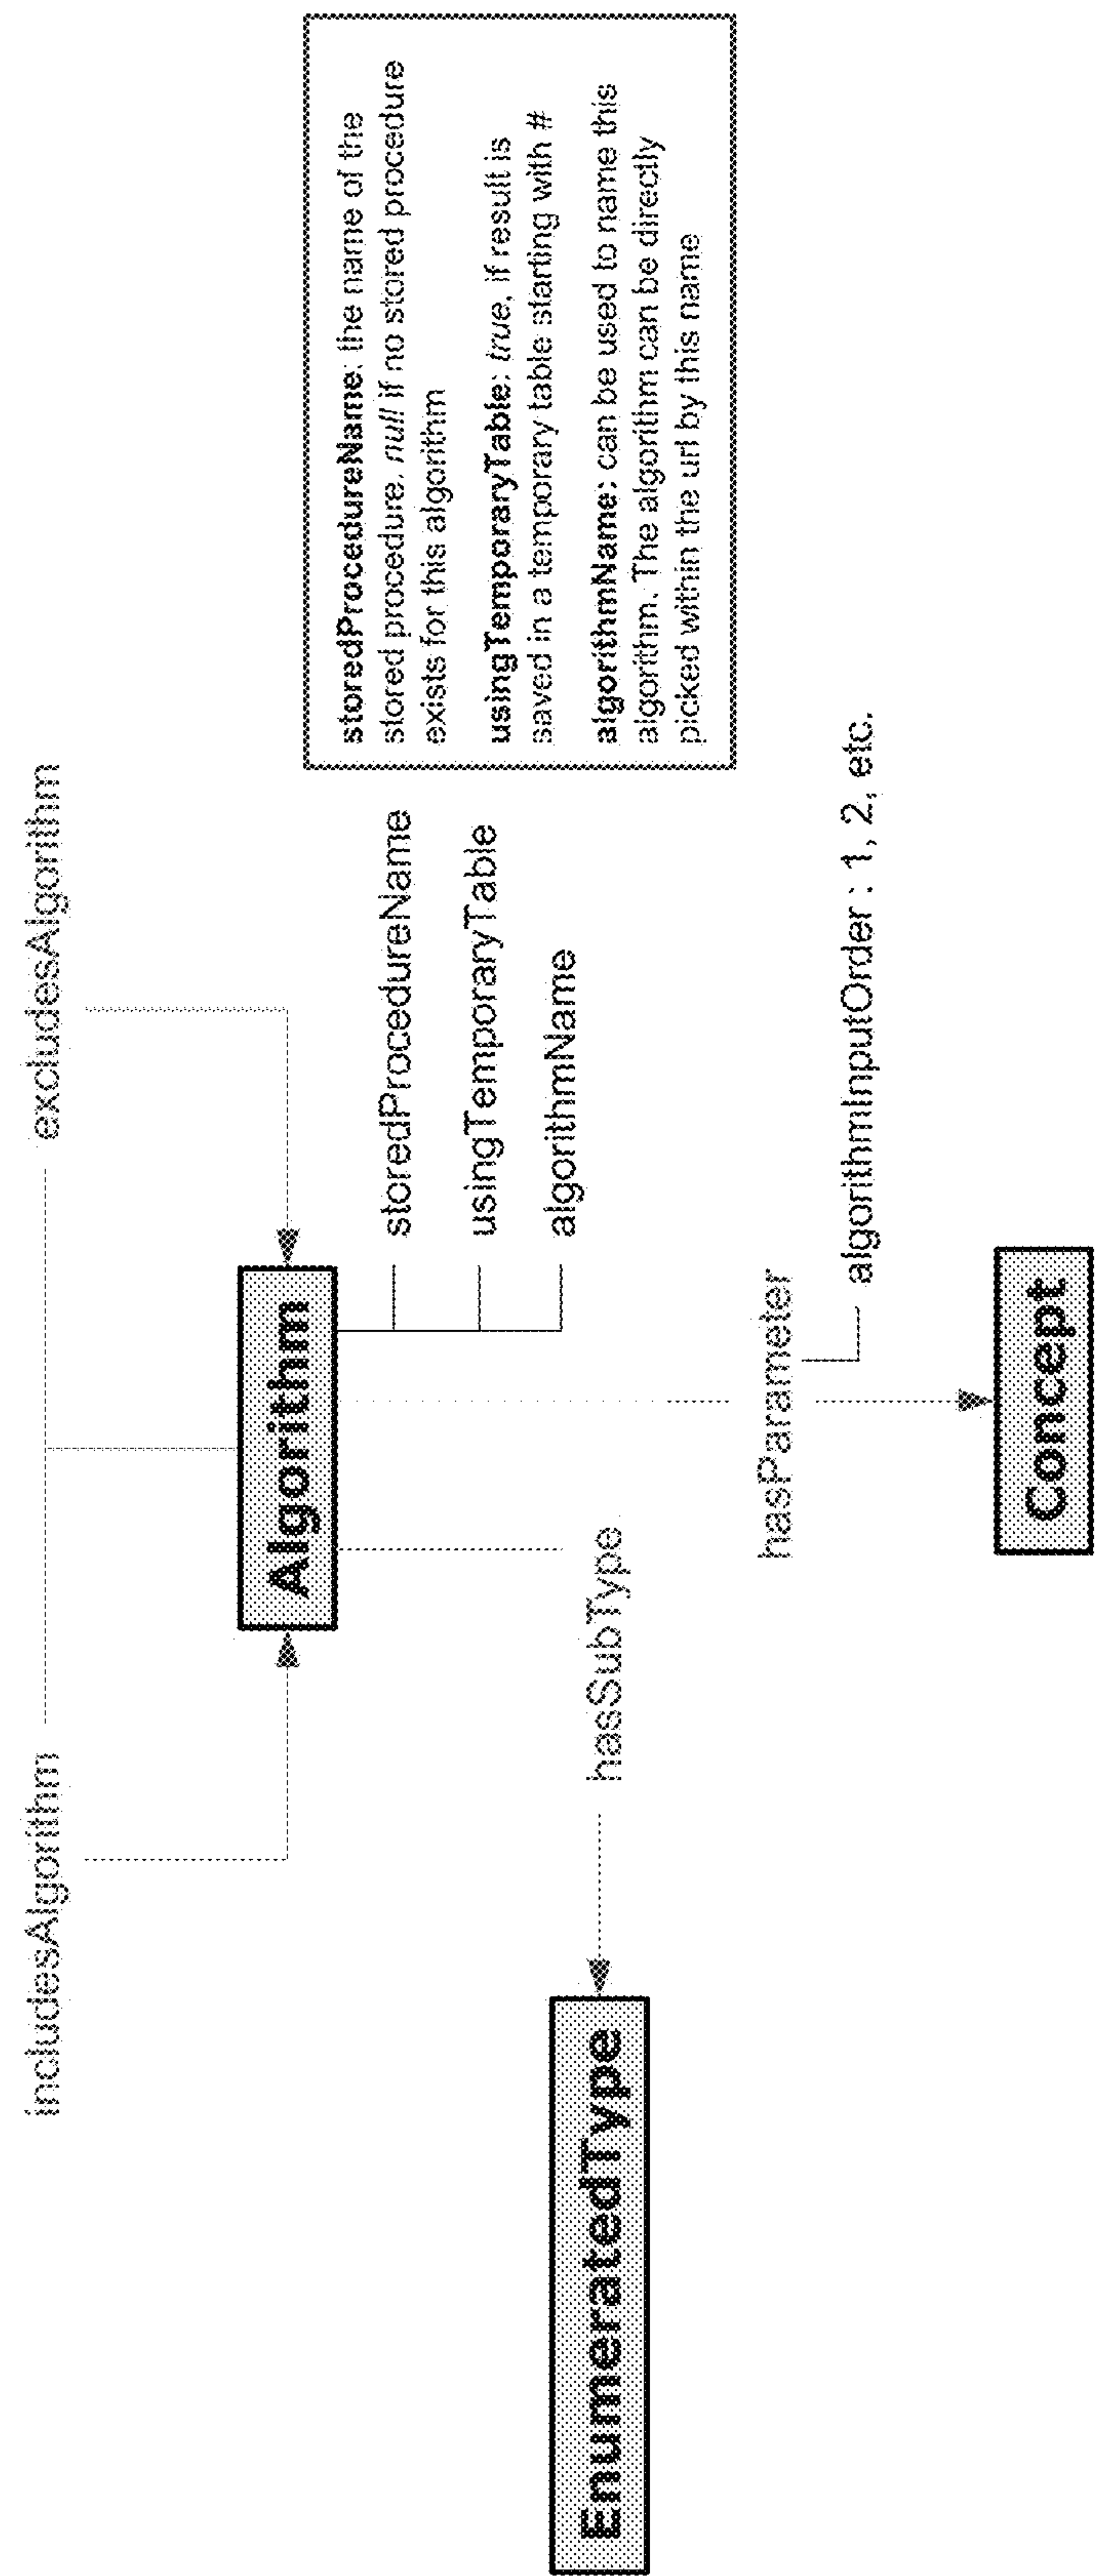 includesAlgorithm
excludesAlgorithm
Algorithm
storedProcedureName
usingTemporaryTable
algorithmName
storedProcedureName: the name of the
stored procedure. null if no stored procedure
exists for this algorithm
usingTemporaryTable: true, if result is
saved in a temporary table starting with #
algorithmName: can be used to name this
algorithm. The algorithm can be directly
picked within the url by this name
EnumeratedType
hasSubType
hasParameter
algorithmInputOrder : 1, 2, etc.
Concept